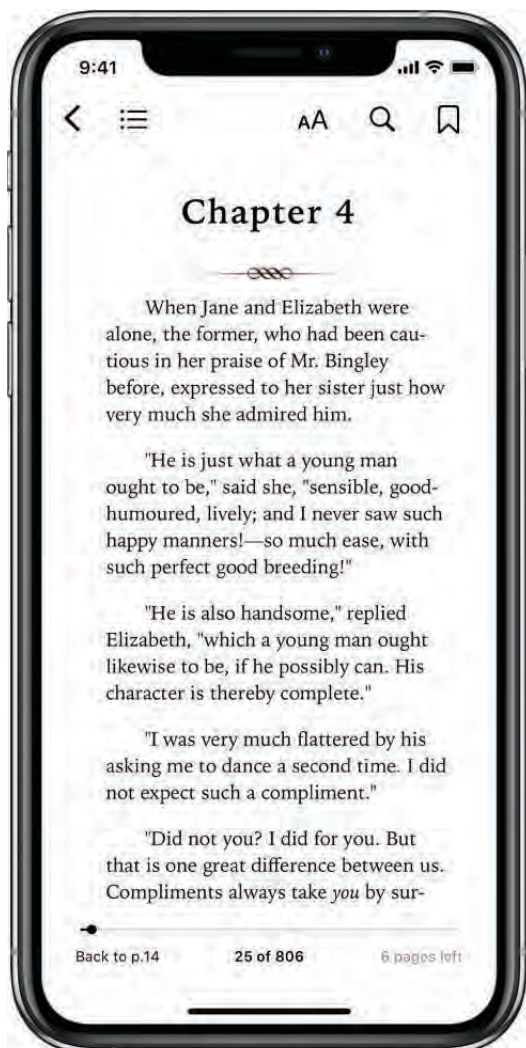 9:41
AA
Chapter 4
When Jane and Elizabeth were
alone, the former, who had been cau-
tious in her praise of Mr. Bingley
before, expressed to her sister just how
very much she admired him.
"He is just what a young man
ought to be," said she, "sensible, good-
humoured, lively; and I never saw such
happy manners!—so much ease, with
such perfect good breeding!"
"He is also handsome," replied
Elizabeth, "which a young man ought
likewise to be, if he possibly can. His
character is thereby complete."
"I was very much flattered by his
asking me to dance a second time. I did
not expect such a compliment."
"Did not you? I did for you. But
that is one great difference between us.
Compliments always take you by sur-
Back to p.14 25 of 806 6 pages left